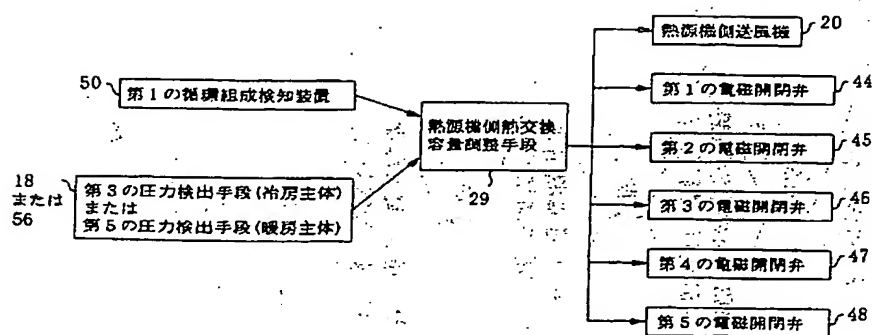 熱源機側送風機
20
50
第1の循環組成検知装置
第1の電磁開閉弁
44
熱源機側熱交換
容量調整手段
29
第2の電磁開閉弁
45
18
または
56
第3の圧力検出手段(冷房主体)
または
第5の圧力検出手段(暖房主体)
第3の電磁開閉弁
46
第4の電磁開閉弁
47
第5の電磁開閉弁
48